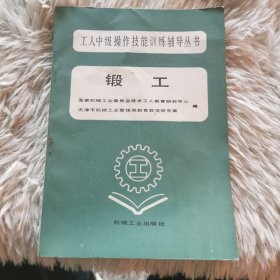 工人中级操作技能训练辅导丛书
锻工
国家机械工业委员会技术工人教育研究中心
天津市机械工业管理局教育教学研究室
编
机械工业出版社